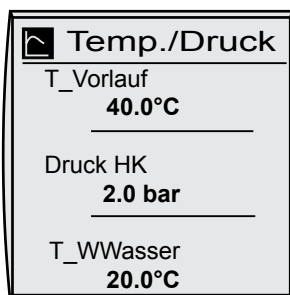 Temp./Druck
T_Vorlauf
40.0°C
Druck HK
2.0 bar
T_WWasser
20.0°C